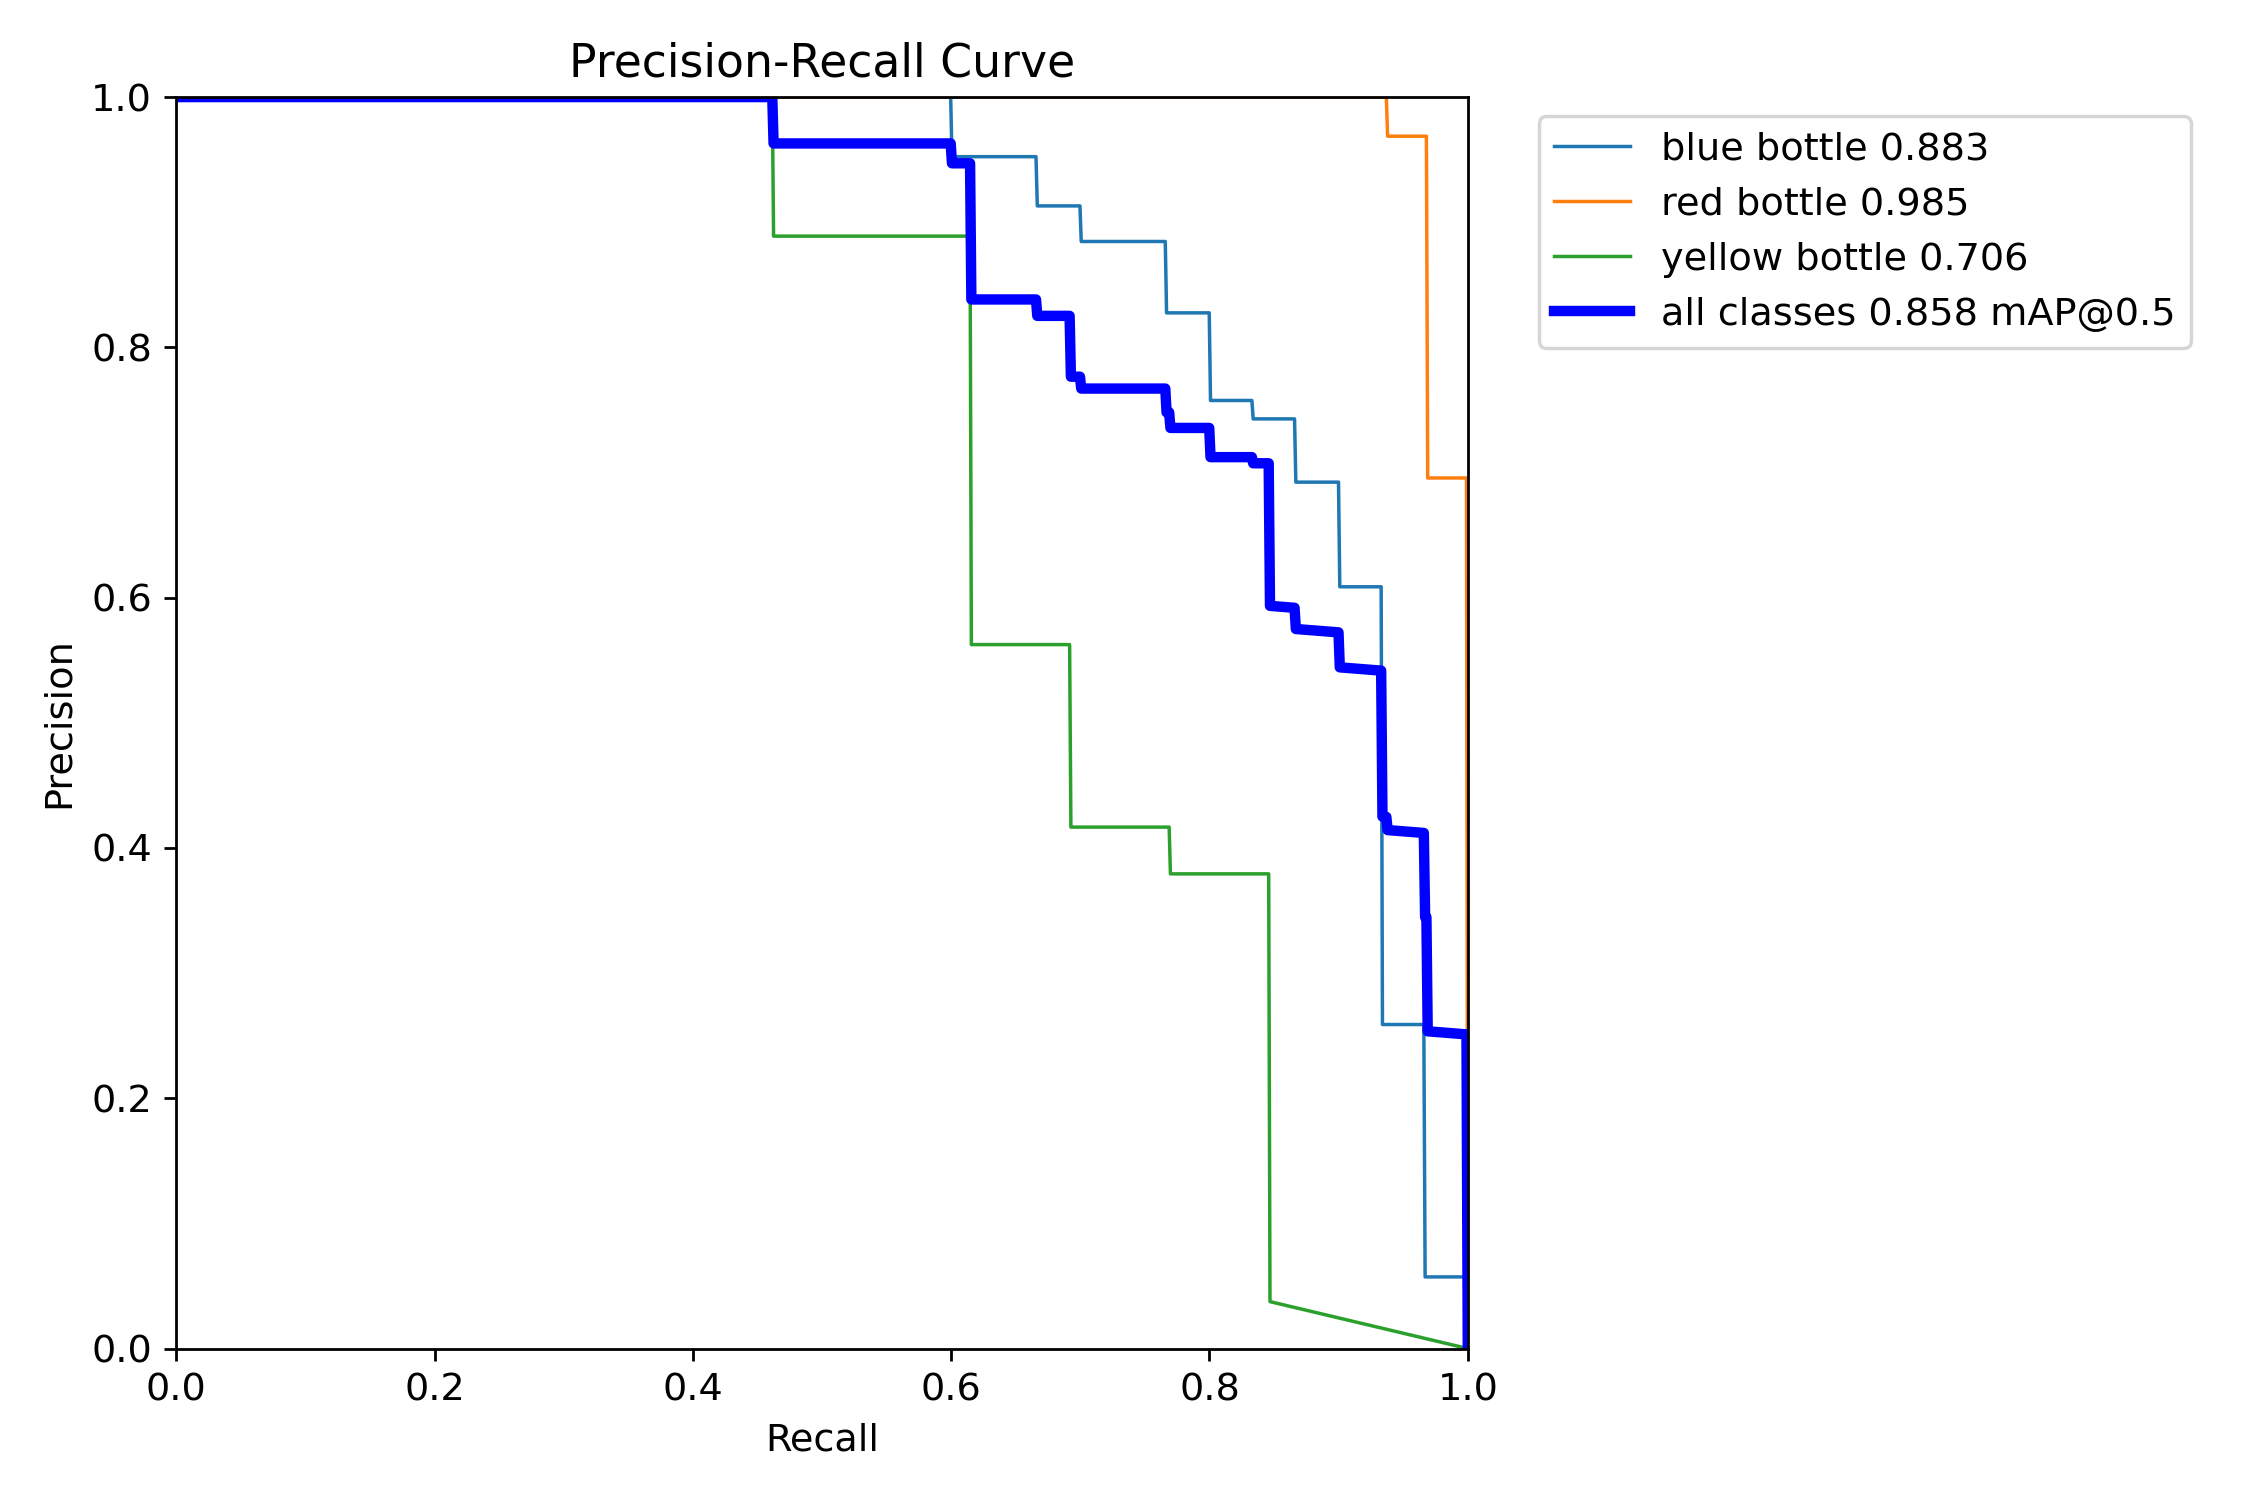 Precision-Recall Curve
1.0
0.8
0.6
0.4
0.2
0.0
Precision
0.0 0.2 0.4 0.6 0.8 1.0
Recall
blue bottle 0.883
red bottle 0.985
yellow bottle 0.706
all classes 0.858 mAP@0.5